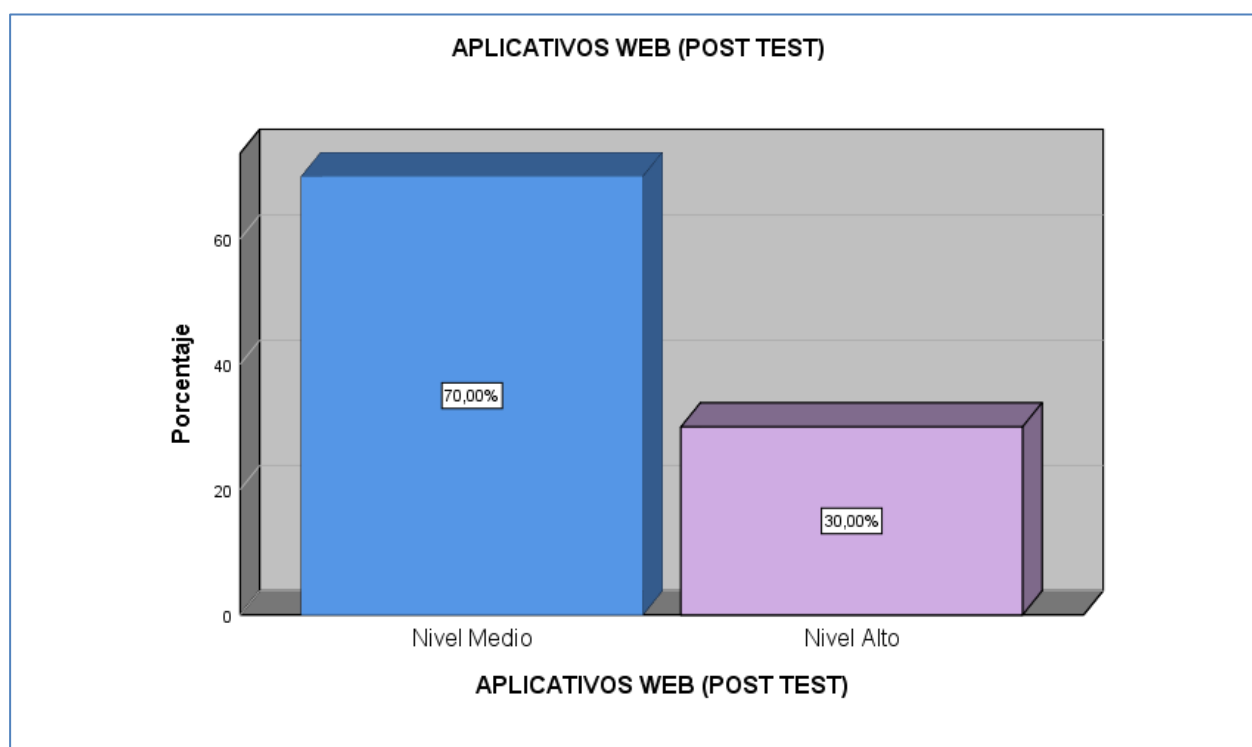 APLICATIVOS WEB (POST TEST)
Porcentaje
60
40
20
0
70,00%
30,00%
Nivel Medio
Nivel Alto
APLICATIVOS WEB (POST TEST)